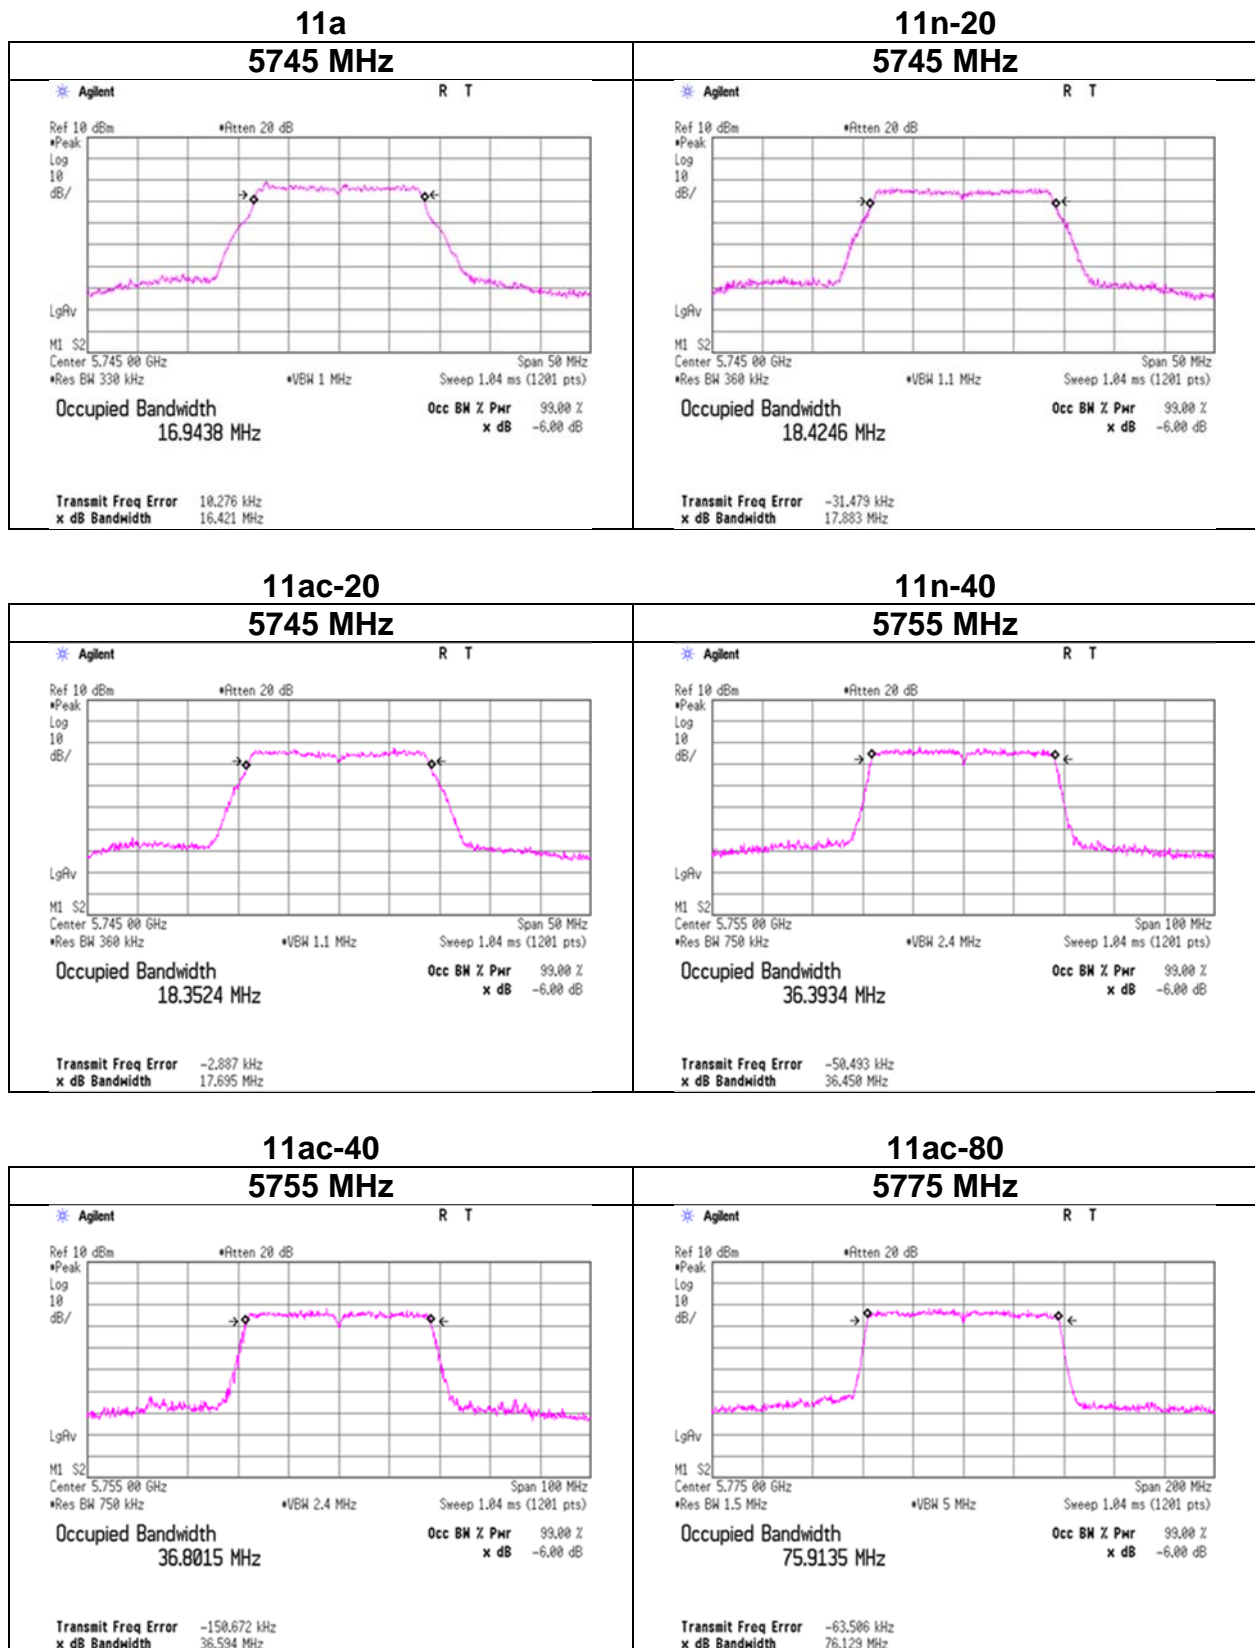 11a
11n-20
5745 MHz
5745 MHz
Agilent
R T
Ref 10 dBm
*Atten 20 dB
*Peak
Log
10
dB/
LgAv
M1 S2
Center 5.745 00 GHz
Span 50 MHz
*Res BW 330 kHz
*VBW 1 MHz
Sweep 1.04 ms (1201 pts)
Occupied Bandwidth
16.9438 MHz
Occ BW % Pwr 99.00 %
x dB -6.00 dB
Transmit Freq Error 10.276 kHz
x dB Bandwidth 16.421 MHz
Agilent
R T
Ref 10 dBm
*Atten 20 dB
*Peak
Log
10
dB/
LgAv
M1 S2
Center 5.745 00 GHz
Span 50 MHz
*Res BW 360 kHz
*VBW 1.1 MHz
Sweep 1.04 ms (1201 pts)
Occupied Bandwidth
18.4246 MHz
Occ BW % Pwr 99.00 %
x dB -6.00 dB
Transmit Freq Error -31.479 kHz
x dB Bandwidth 17.883 MHz
11ac-20
11n-40
5745 MHz
5755 MHz
Agilent
R T
Ref 10 dBm
*Atten 20 dB
*Peak
Log
10
dB/
LgAv
M1 S2
Center 5.745 00 GHz
Span 50 MHz
*Res BW 360 kHz
*VBW 1.1 MHz
Sweep 1.04 ms (1201 pts)
Occupied Bandwidth
18.3524 MHz
Occ BW % Pwr 99.00 %
x dB -6.00 dB
Transmit Freq Error -2.887 kHz
x dB Bandwidth 17.695 MHz
Agilent
R T
Ref 10 dBm
*Atten 20 dB
*Peak
Log
10
dB/
LgAv
M1 S2
Center 5.755 00 GHz
Span 100 MHz
*Res BW 750 kHz
*VBW 2.4 MHz
Sweep 1.04 ms (1201 pts)
Occupied Bandwidth
36.3934 MHz
Occ BW % Pwr 99.00 %
x dB -6.00 dB
Transmit Freq Error -50.493 kHz
x dB Bandwidth 36.450 MHz
11ac-40
11ac-80
5755 MHz
5775 MHz
Agilent
R T
Ref 10 dBm
*Atten 20 dB
*Peak
Log
10
dB/
LgAv
M1 S2
Center 5.755 00 GHz
Span 100 MHz
*Res BW 750 kHz
*VBW 2.4 MHz
Sweep 1.04 ms (1201 pts)
Occupied Bandwidth
36.8015 MHz
Occ BW % Pwr 99.00 %
x dB -6.00 dB
Transmit Freq Error -150.672 kHz
x dB Bandwidth 36.594 MHz
Agilent
R T
Ref 10 dBm
*Atten 20 dB
*Peak
Log
10
dB/
LgAv
M1 S2
Center 5.775 00 GHz
Span 200 MHz
*Res BW 1.5 MHz
*VBW 5 MHz
Sweep 1.04 ms (1201 pts)
Occupied Bandwidth
75.9135 MHz
Occ BW % Pwr 99.00 %
x dB -6.00 dB
Transmit Freq Error -63.506 kHz
x dB Bandwidth 76.129 MHz